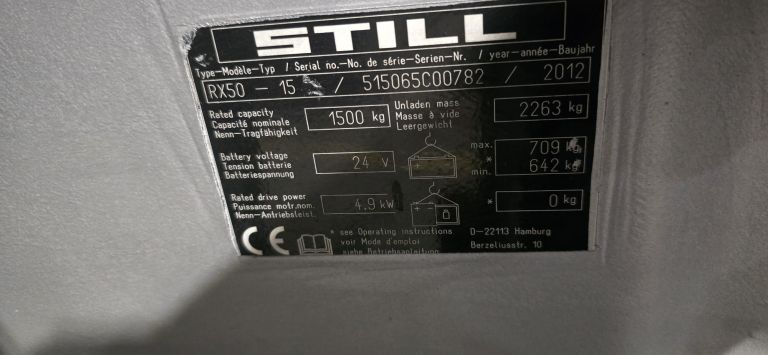 STILL
Type-Modèle-Typ / Serial no.-No. de série-Serien-Nr. / year-année-Baujahr
RX50 - 15 / 515065C00782 / 2012
Rated capacity
Capacité nominale
Nenn-Tragfähigkeit
1500 kg
Unladen mass
Masse à vide
Leergewicht
2263 kg
Battery voltage
Tension batterie
Batteriespannung
24 V
max. 709 kg
*
min. 642 kg
Rated drive power
Puissance motr.nom.
Nenn-Antriebsleist.
4.9 kW
* 0 kg
CE
* see Operating instructions
voir Mode d'emploi
siehe Betriebsanleitung
D-22113 Hamburg
Berzeliusstr. 10